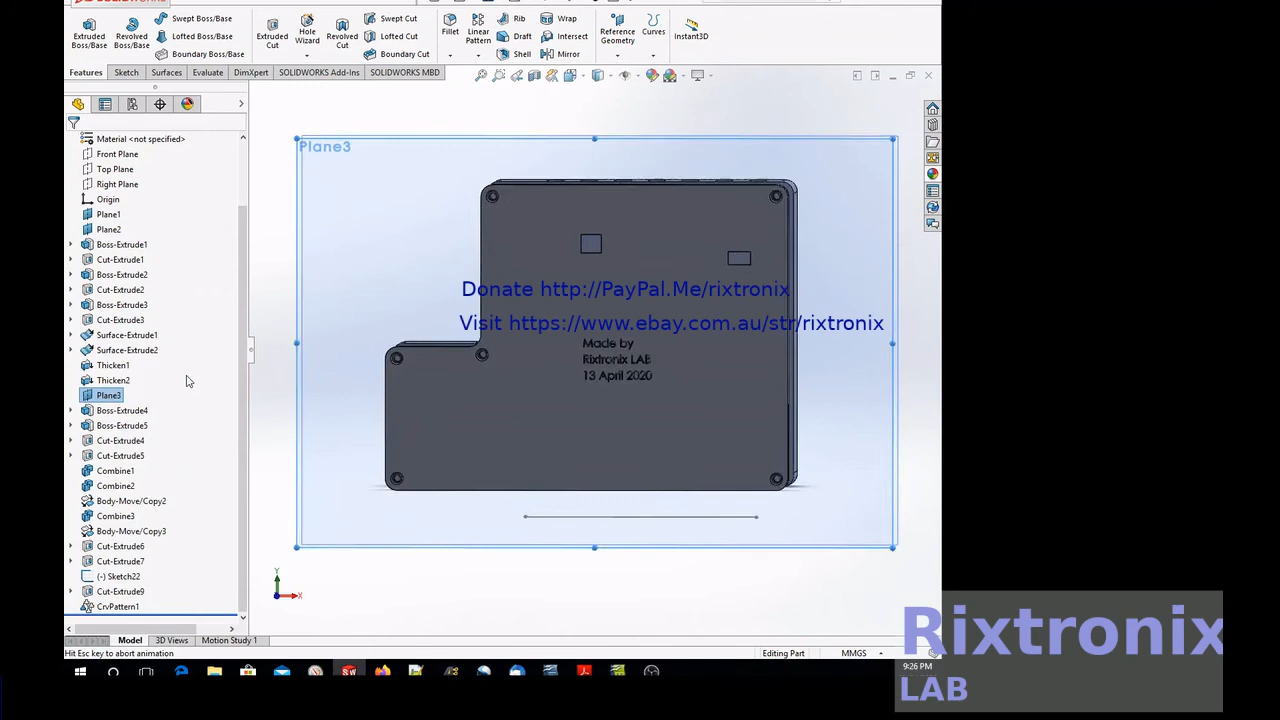 SOLIDWORKS
Extruded Boss/Base
Revolved Boss/Base
Swept Boss/Base
Lofted Boss/Base
Boundary Boss/Base
Extruded Cut
Hole Wizard
Revolved Cut
Swept Cut
Lofted Cut
Boundary Cut
Fillet
Linear Pattern
Rib
Draft
Shell
Wrap
Intersect
Mirror
Reference Geometry
Curves
Instant3D
Features Sketch Surfaces Evaluate DimXpert SOLIDWORKS Add-Ins SOLIDWORKS MBD
Material <not specified>
Front Plane
Top Plane
Right Plane
Origin
Plane1
Plane2
Boss-Extrude1
Cut-Extrude1
Boss-Extrude2
Cut-Extrude2
Boss-Extrude3
Cut-Extrude3
Surface-Extrude1
Surface-Extrude2
Thicken1
Thicken2
Plane3
Boss-Extrude4
Boss-Extrude5
Cut-Extrude4
Cut-Extrude5
Combine1
Combine2
Body-Move/Copy2
Combine3
Body-Move/Copy3
Cut-Extrude6
Cut-Extrude7
(-) Sketch22
Cut-Extrude9
CrvPattern1
Plane3
Donate http://PayPal.Me/rixtronix
Visit https://www.ebay.com.au/str/rixtronix
Made by
Rixtronix LAB
13 April 2020
Y
X
Model 3D Views Motion Study 1
Hit Esc key to abort animation
Editing Part MMGS
9:26 PM
Rixtronix
LAB